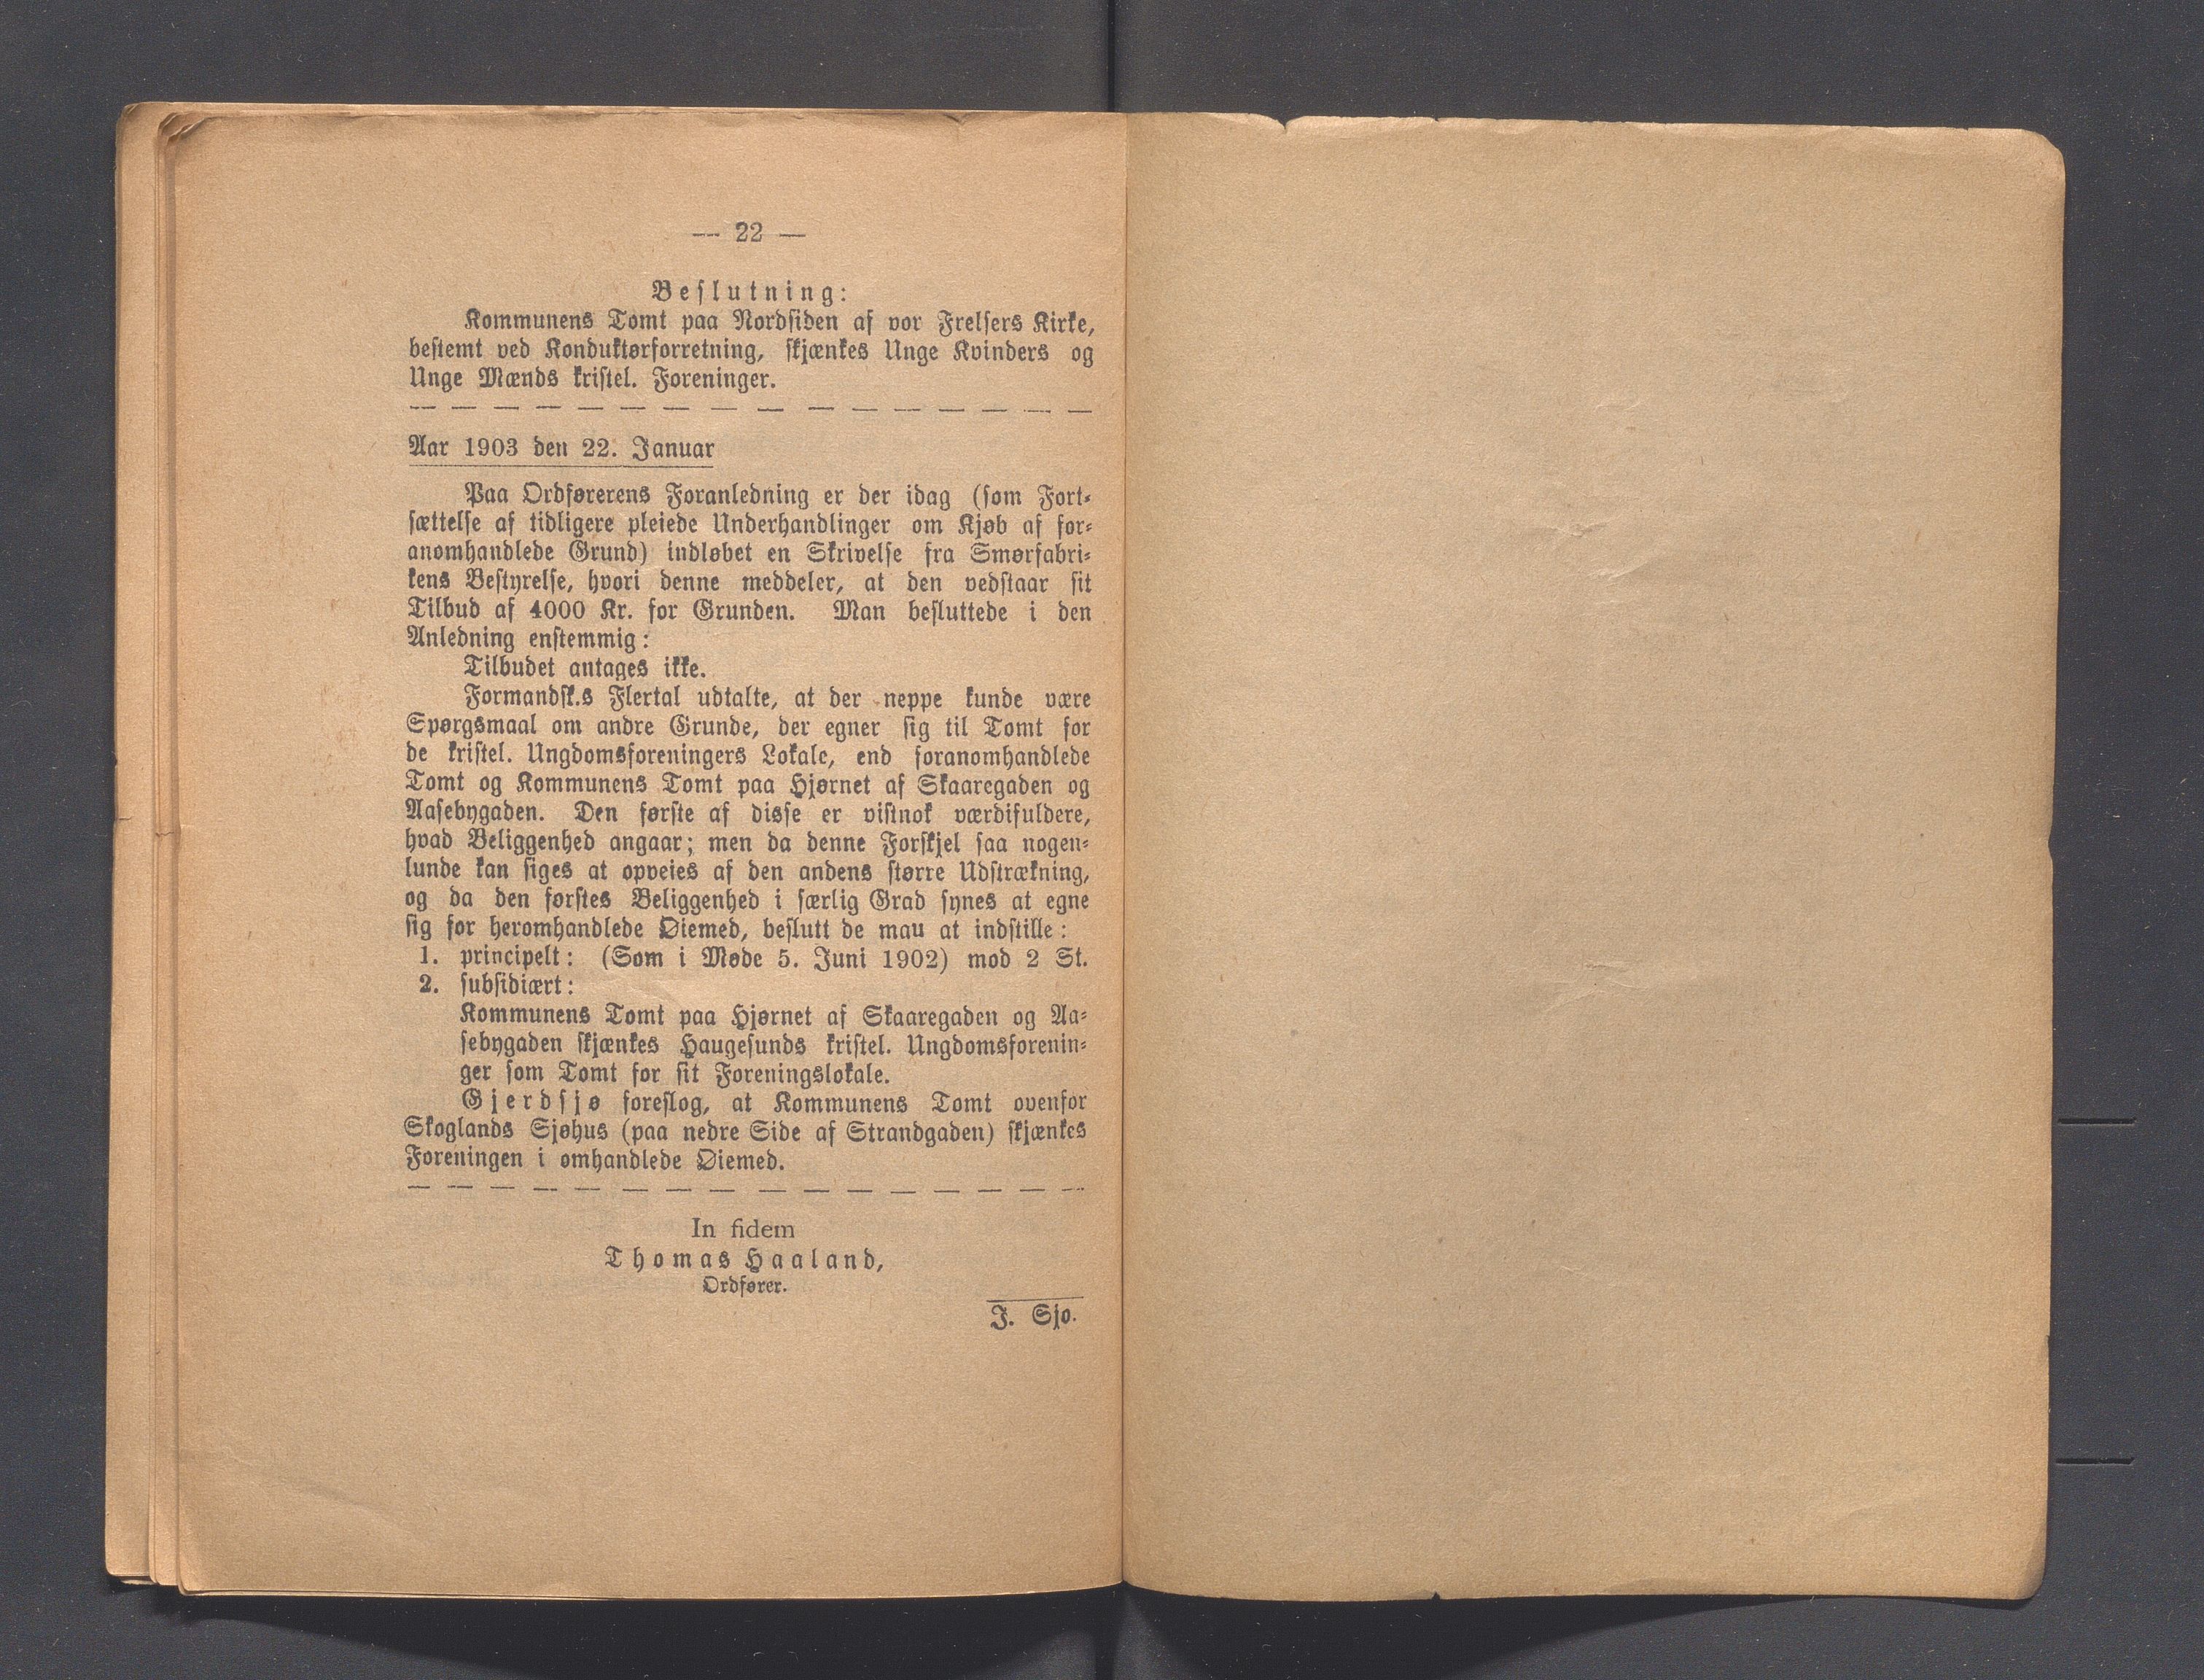 — 22 —
Beslutning:
Kommunens Tomt paa Nordsiden af vor Frelsers Kirke,
bestemt ved Konduktørforretning, skjænkes Unge Kvinders og
Unge Mænds kristel. Foreninger.
Aar 1903 den 22. Januar
Paa Ordførerens Foranledning er der idag (som Fort-
sættelse af tidligere pleiede Underhandlinger om Kjøb af for-
anomhandlede Grund) indløbet en Skrivelse fra Smørfabri-
kens Bestyrelse, hvori denne meddeler, at den vedstaar sit
Tilbud af 4000 Kr. for Grunden. Man besluttede i den
Anledning enstemmig:
Tilbudet antages ikke.
Formandsk.s Flertal udtalte, at der neppe kunde være
Spørgsmaal om andre Grunde, der egner sig til Tomt for
de kristel. Ungdomsforeningers Lokale, end foranomhandlede
Tomt og Kommunens Tomt paa Hjørnet af Skaaregaden og
Aasebygaden. Den første af disse er vistnok værdifuldere,
hvad Beliggenhed angaar; men da denne Forskjel saa nogen-
lunde kan siges at opveies af den andens større Udstrækning,
og da den førstes Beliggenhed i særlig Grad synes at egne
sig for heromhandlede Øiemed, beslutt de mau at indstille:
1. principelt: (Som i Møde 5. Juni 1902) mod 2 St.
2. subsidiært:
Kommunens Tomt paa Hjørnet af Skaaregaden og Aa-
sebygaden skjænkes Haugesunds kristel. Ungdomsforenin-
ger som Tomt for sit Foreningslokale.
Gjerdsjø foreslog, at Kommunens Tomt ovenfor
Skoglands Sjøhus (paa nedre Side af Strandgaden) skjænkes
Foreningen i omhandlede Øiemed.
In fidem
Thomas Haaland,
Ordfører.
J. Sjo.